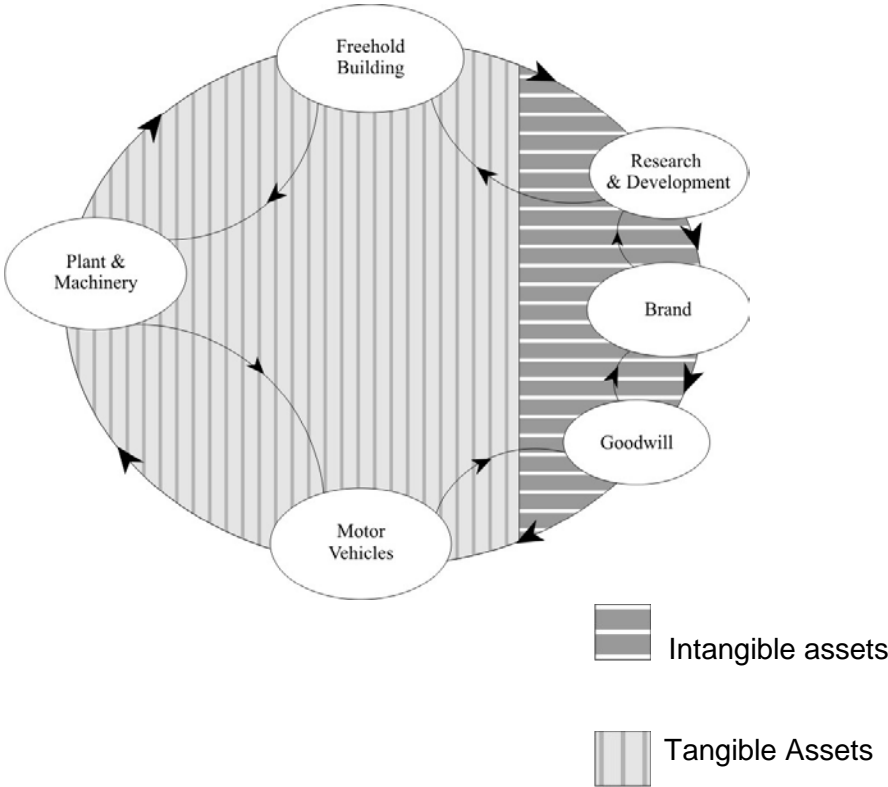 Freehold
Building
Research
& Development
Plant &
Machinery
Brand
Goodwill
Motor
Vehicles
Intangible assets
Tangible Assets